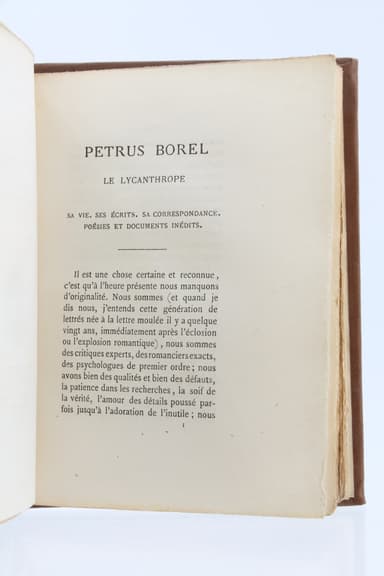 PETRUS BOREL
LE LYCANTHROPE
SA VIE, SES ÉCRITS, SA CORRESPONDANCE,
POÉSIES ET DOCUMENTS INÉDITS.
Il est une chose certaine et reconnue,
c'est qu'à l'heure présente nous manquons
d'originalité. Nous sommes (et quand je
dis nous, j'entends cette génération de
lettrés née à la lettre moulée il y a quelque
vingt ans, immédiatement après l'éclosion
ou l'explosion romantique), nous sommes
des critiques experts, des romanciers exacts,
des psychologues de premier ordre; nous
avons bien des qualités et bien des défauts,
la patience dans les recherches, la soif de
la vérité, l'amour des détails poussé par-
fois jusqu'à l'adoration de l'inutile; nous
1